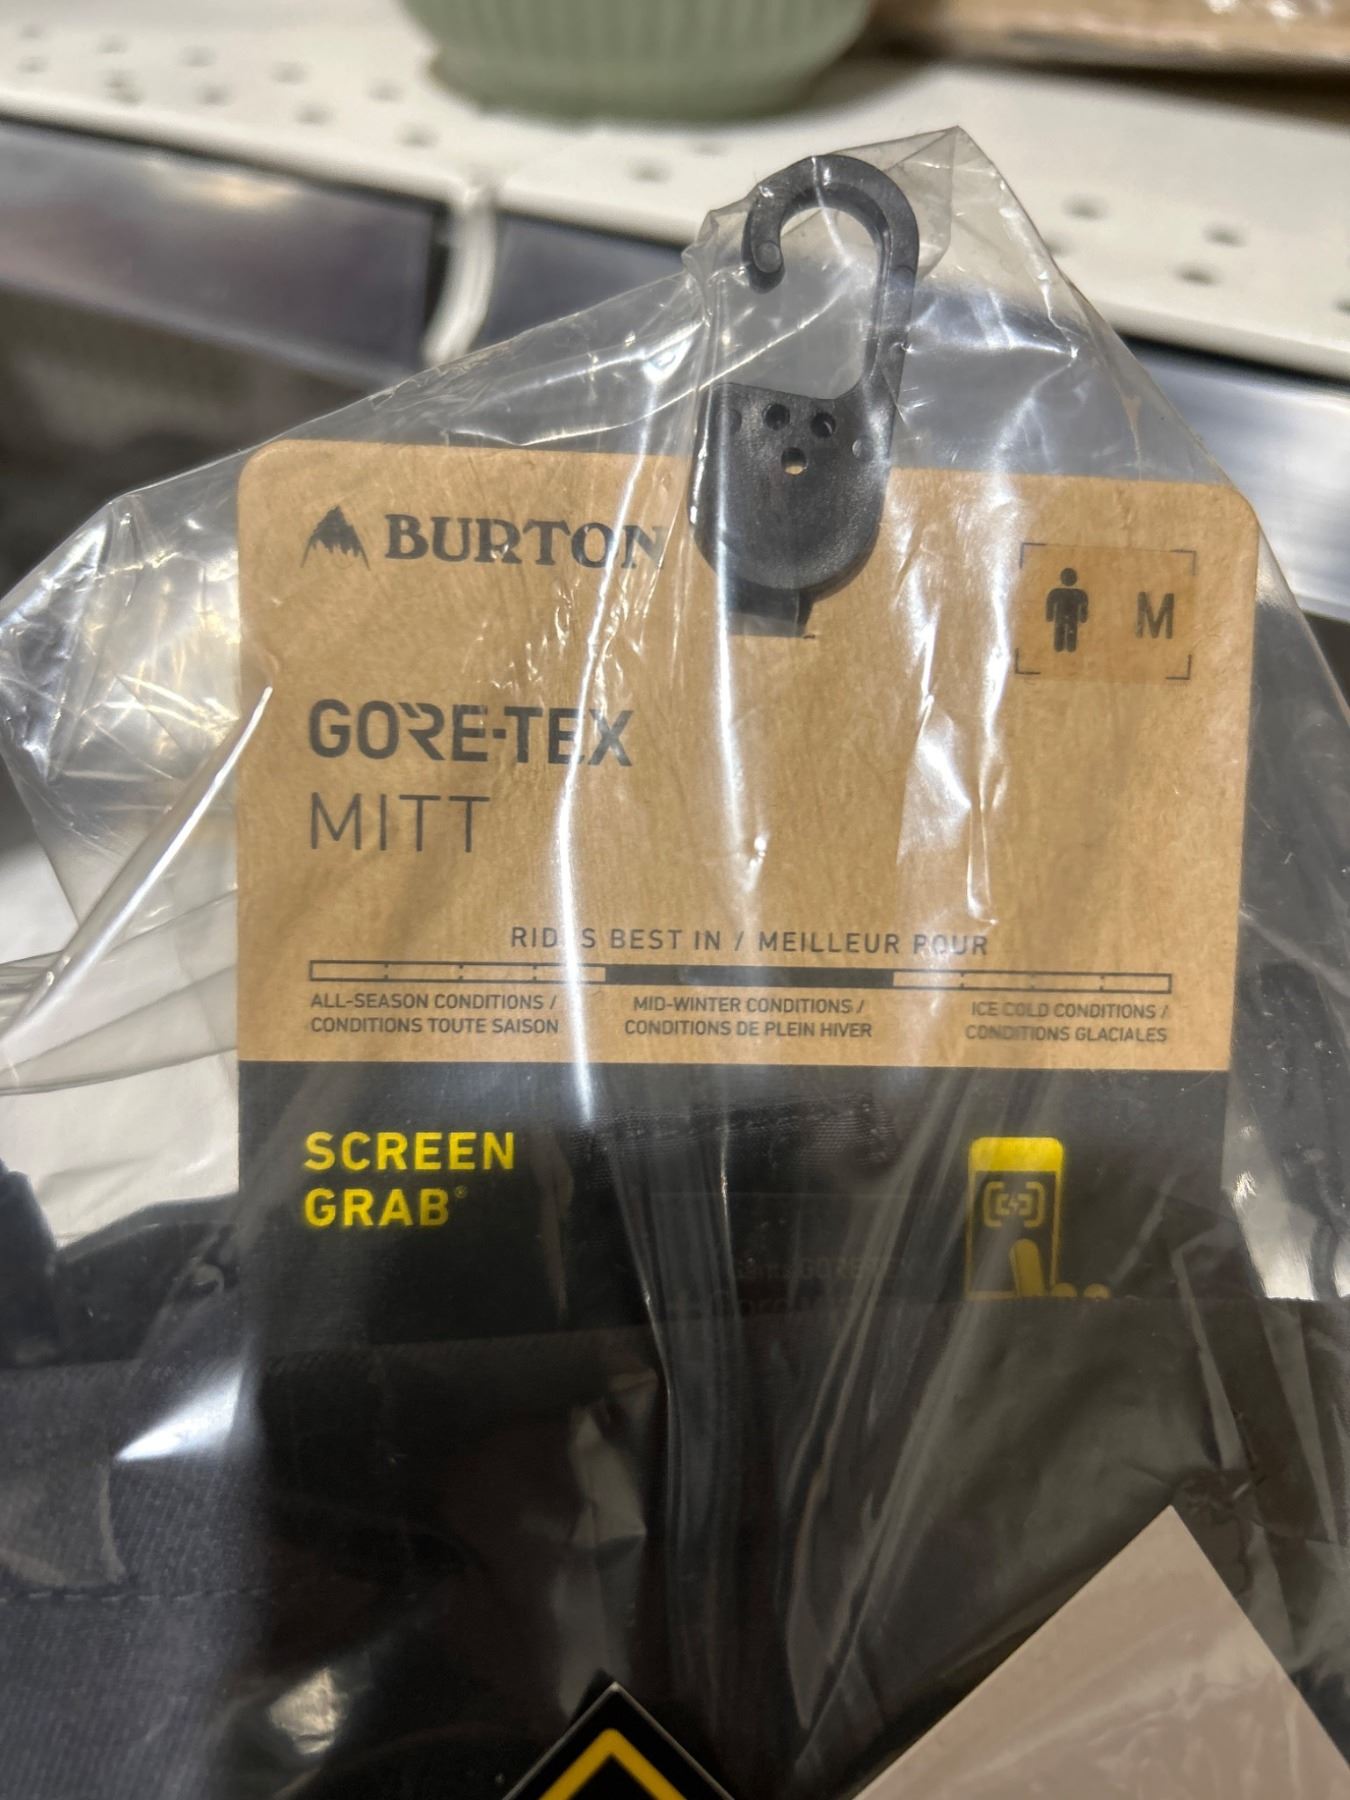 BURTON
M
GORE-TEX
MITT
RIDES BEST IN / MEILLEUR POUR
ALL-SEASON CONDITIONS /
CONDITIONS TOUTE SAISON
MID-WINTER CONDITIONS /
CONDITIONS DE PLEIN HIVER
ICE COLD CONDITIONS /
CONDITIONS GLACIALES
SCREEN
GRAB®